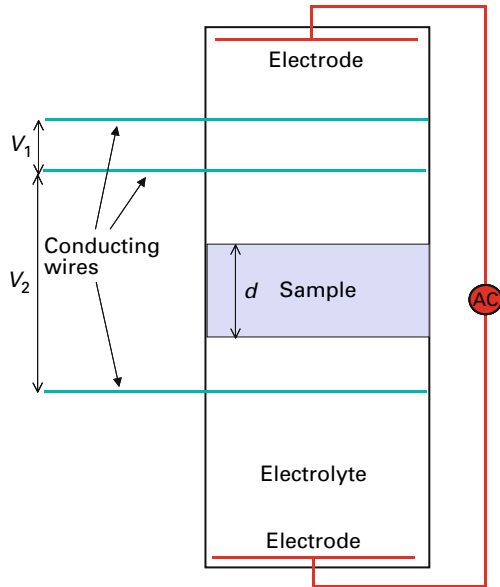 Electrode
V1
Conducting
wires
V2
d
Sample
AC
Electrolyte
Electrode